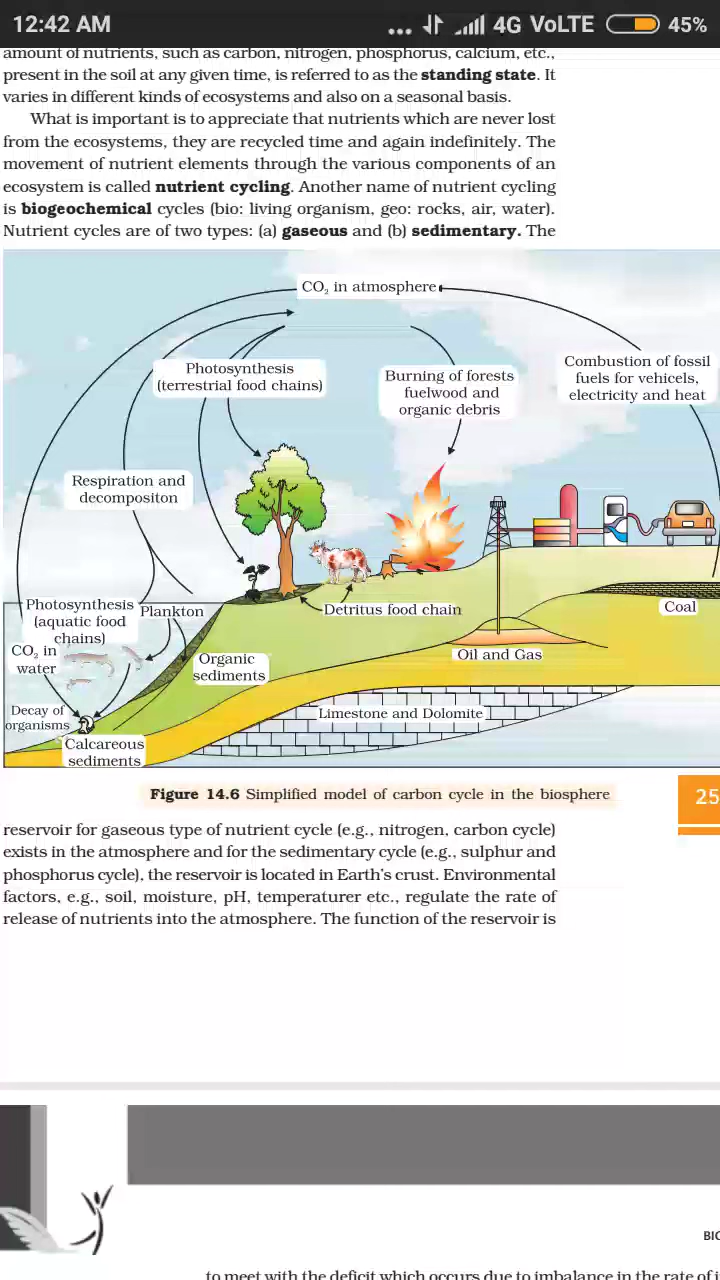 12:42 AM ... 4G VoLTE 45%
amount of nutrients, such as carbon, nitrogen, phosphorus, calcium, etc.,
present in the soil at any given time, is referred to as the standing state. It
varies in different kinds of ecosystems and also on a seasonal basis.
What is important is to appreciate that nutrients which are never lost
from the ecosystems, they are recycled time and again indefinitely. The
movement of nutrient elements through the various components of an
ecosystem is called nutrient cycling. Another name of nutrient cycling
is biogeochemical cycles (bio: living organism, geo: rocks, air, water).
Nutrient cycles are of two types: (a) gaseous and (b) sedimentary. The
CO₂ in atmosphere
Photosynthesis
(terrestrial food chains)
Burning of forests
fuelwood and
organic debris
Combustion of fossil
fuels for vehicels,
electricity and heat
Respiration and
decompositon
Photosynthesis
(aquatic food
chains)
Plankton
Detritus food chain
Coal
CO₂ in
water
Organic
sediments
Oil and Gas
Decay of
organisms
Limestone and Dolomite
Calcareous
sediments
Figure 14.6 Simplified model of carbon cycle in the biosphere
25
reservoir for gaseous type of nutrient cycle (e.g., nitrogen, carbon cycle)
exists in the atmosphere and for the sedimentary cycle (e.g., sulphur and
phosphorus cycle), the reservoir is located in Earth's crust. Environmental
factors, e.g., soil, moisture, pH, temperaturer etc., regulate the rate of
release of nutrients into the atmosphere. The function of the reservoir is
BIO
to meet with the deficit which occurs due to imbalance in the rate of i